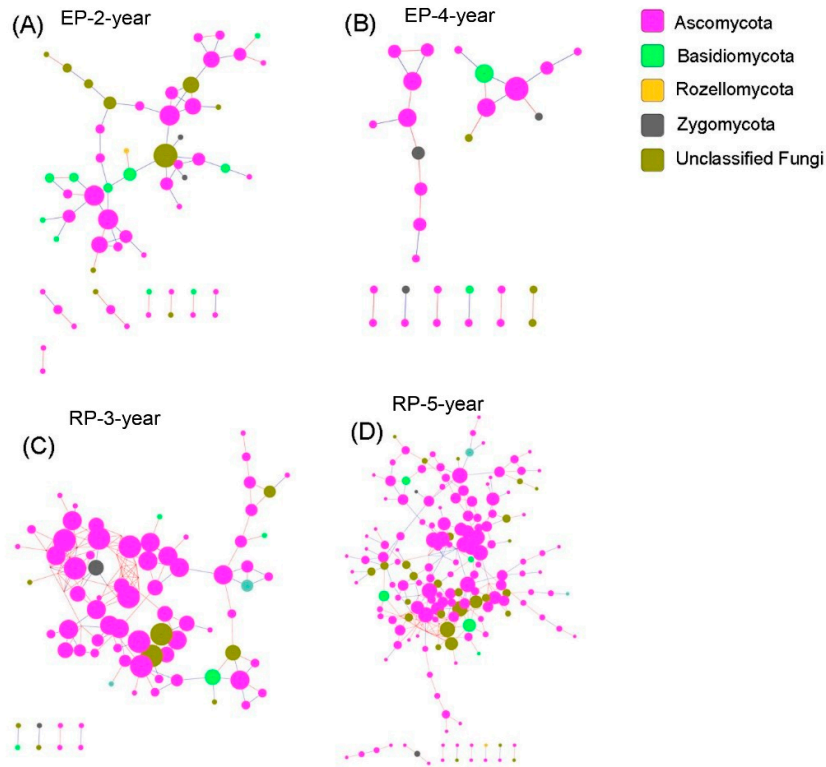 (A) EP-2-year
(B) EP-4-year
Ascomycota
Basidiomycota
Rozellomycota
Zygomycota
Unclassified Fungi
(C) RP-3-year
(D) RP-5-year